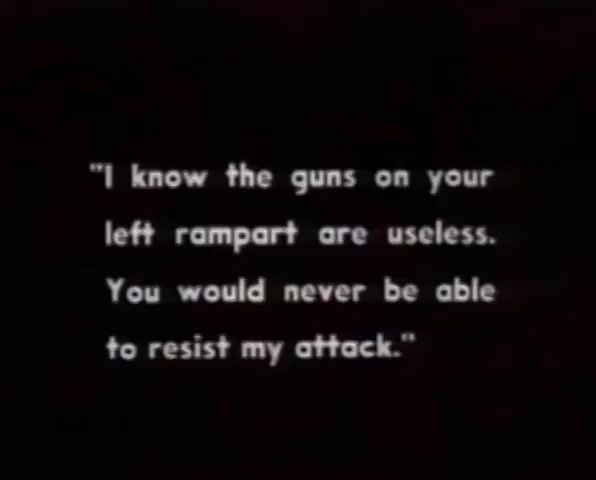 "I know the guns on your
left rampart are useless.
You would never be able
to resist my attack."